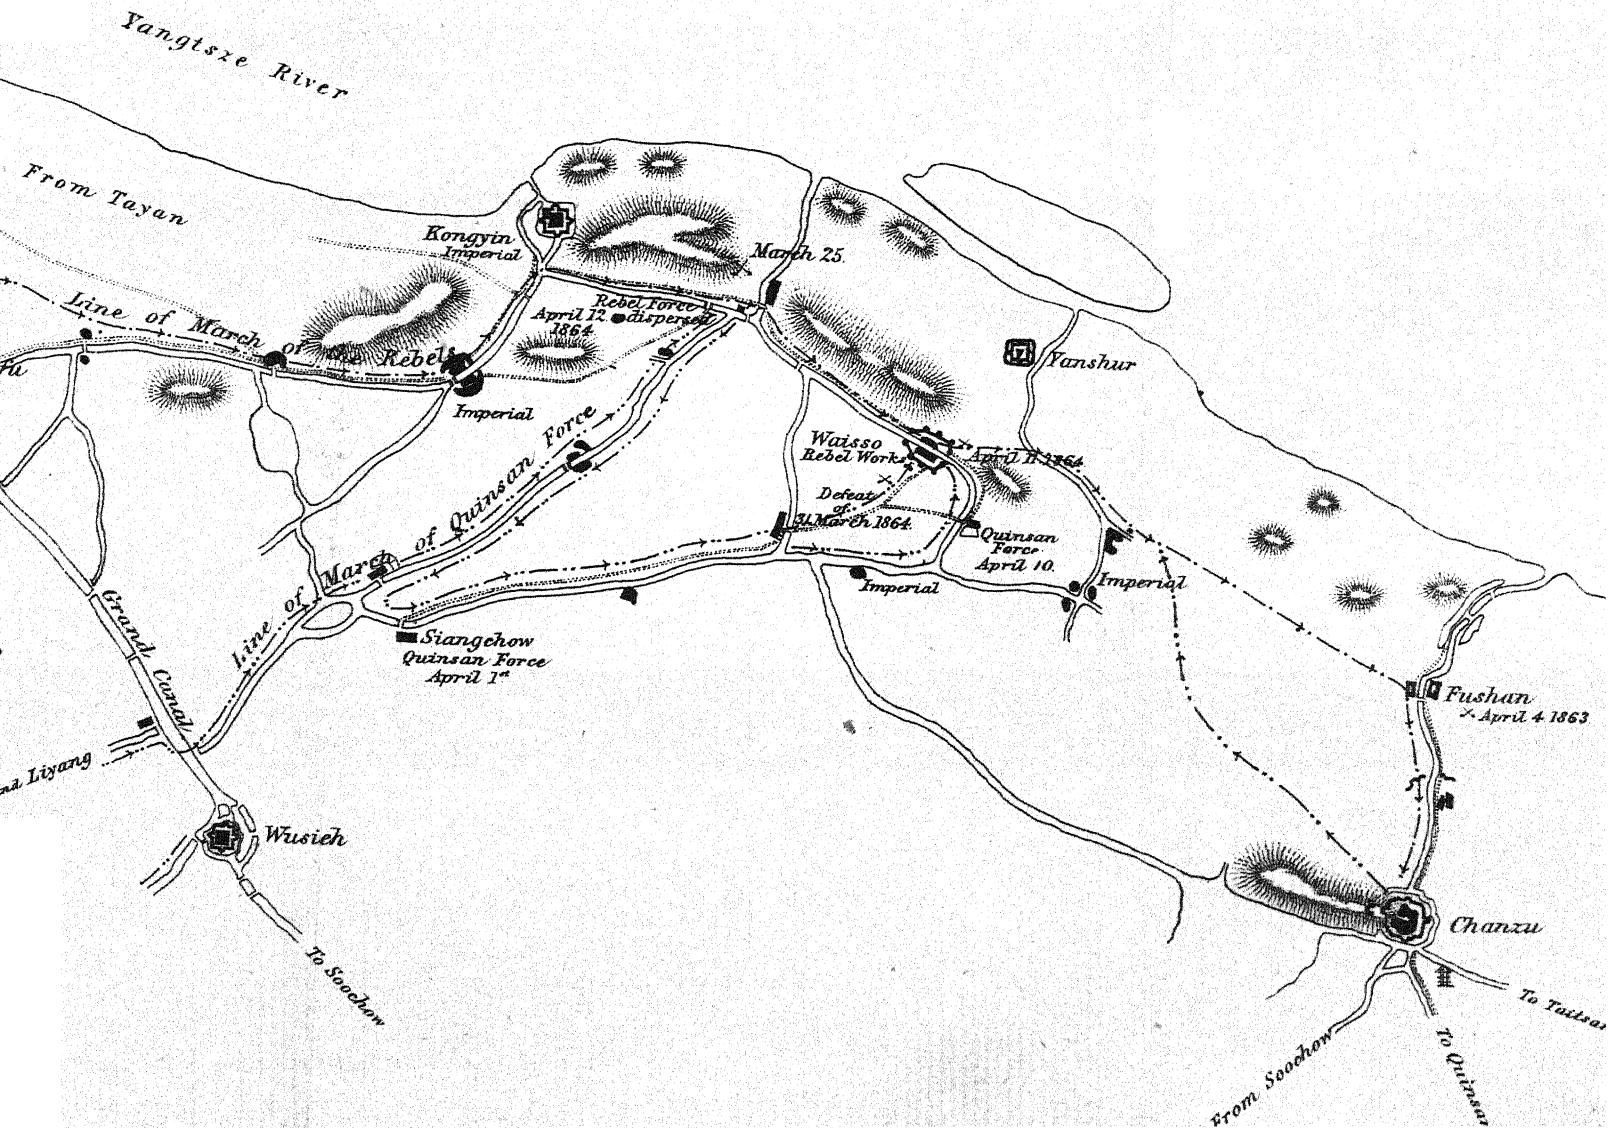 Yangtsze River
From Tayan
Kongyin
Imperial
March 25.
Line of March of the Rebels
Rebel Force
April 12 dispersed
1864
Yanshur
Imperial
Waisso
Rebel Works
April 11.1864
Defeat
of
31 March 1864.
Line of March of Quinsan Force
Quinsan
Force
April 10.
Imperial
Imperial
Grand Canal
Siangchow
Quinsan Force
April 1st
Fushan
April 4 1863
nd Liyang
Wusieh
To Soochow
Chanzu
To Taitsan
From Soochow
To Quinsan